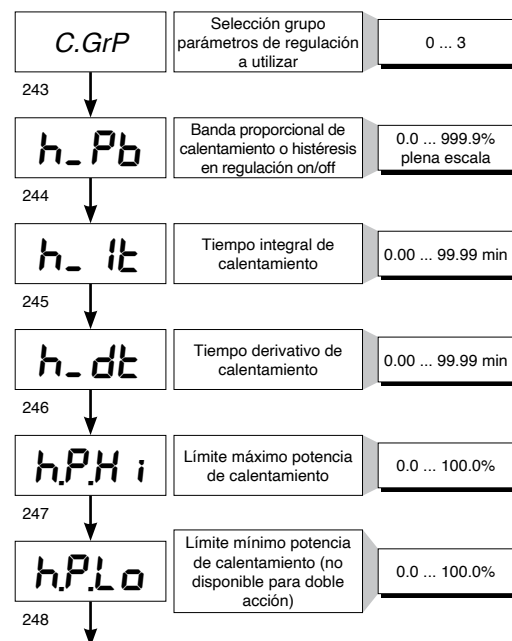 C.GrP
Selección grupo
parámetros de regulación
a utilizar
0 ... 3
243
h_Pb
Banda proporcional de
calentamiento o histéresis
en regulación on/off
0.0 ... 999.9%
plena escala
244
h_ It
Tiempo integral de
calentamiento
0.00 ... 99.99 min
245
h_dt
Tiempo derivativo de
calentamiento
0.00 ... 99.99 min
246
h.P.H i
Límite máximo potencia
de calentamiento
0.0 ... 100.0%
247
h.P.L o
Límite mínimo potencia
de calentamiento (no
disponible para doble
acción)
0.0 ... 100.0%
248